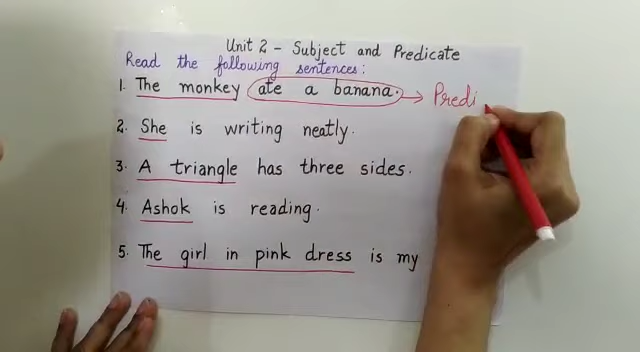 Unit 2 - Subject and Predicate
Read the following sentences:
1. The monkey ate a banana. → Predi
2. She is writing neatly.
3. A triangle has three sides.
4. Ashok is reading.
5. The girl in pink dress is my